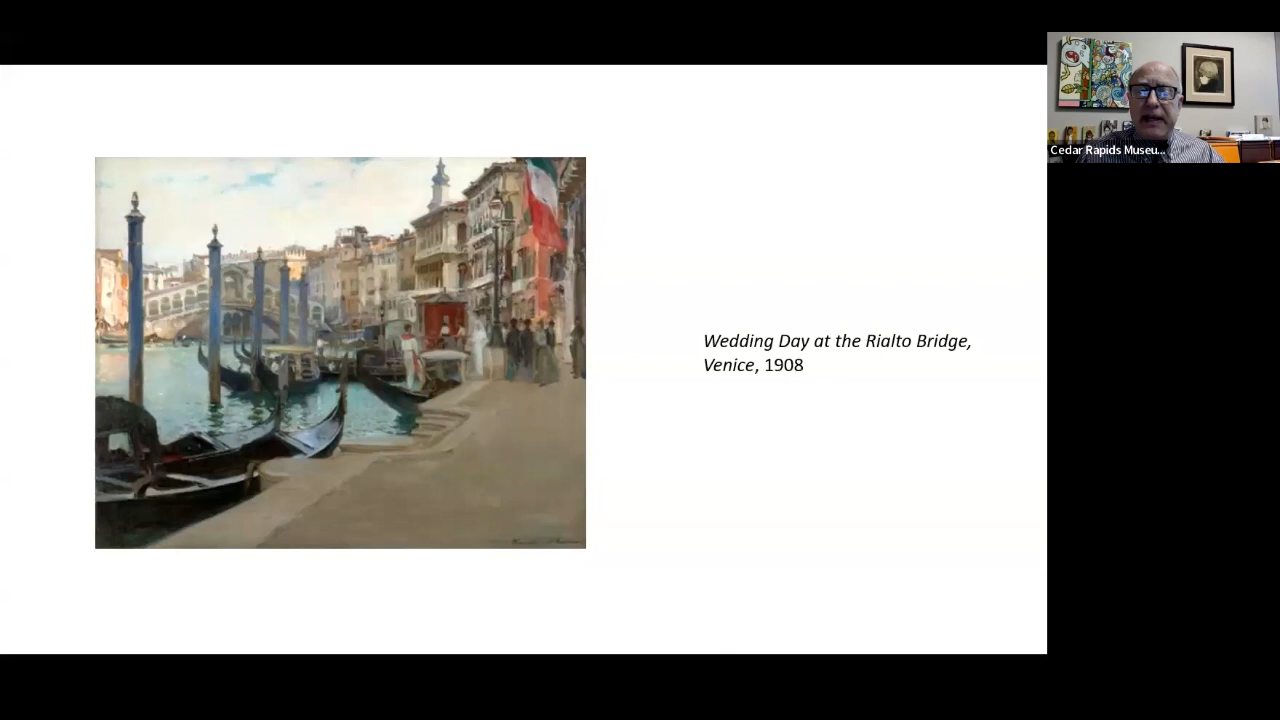 Wedding Day at the Rialto Bridge,
Venice, 1908
Cedar Rapids Museu...